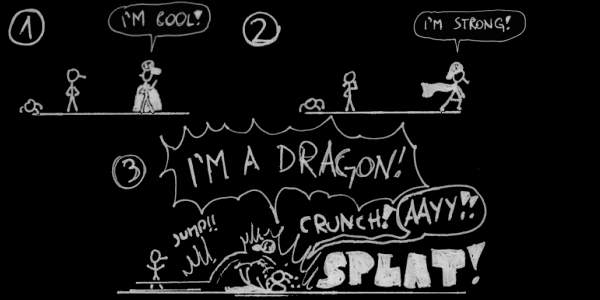 1
I'M COOL!
2
I'M STRONG!
3
I'M A DRAGON!
JUMP!!
CRUNCH!
AAYY!!
SPLAT!